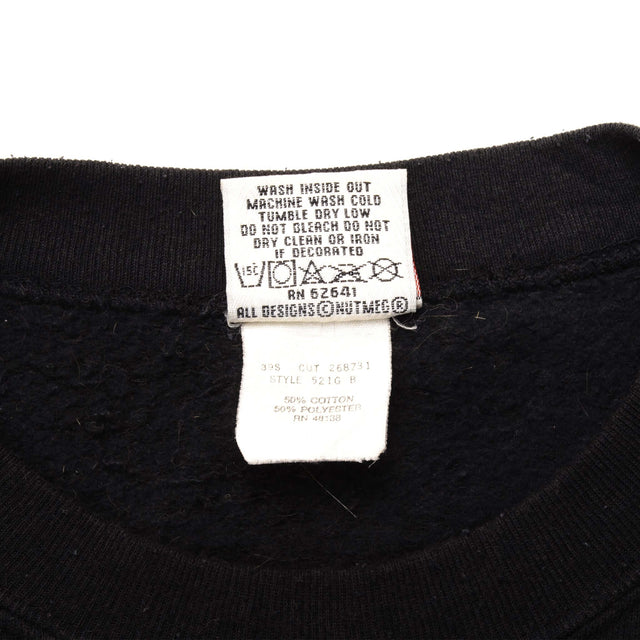 WASH INSIDE OUT
MACHINE WASH COLD
TUMBLE DRY LOW
DO NOT BLEACH DO NOT
DRY CLEAN OR IRON
IF DECORATED
RN 62641
ALL DESIGNS©NUTMEG®
CUT 268731
STYLE 521G B
50% COTTON
50% POLYESTER
RN